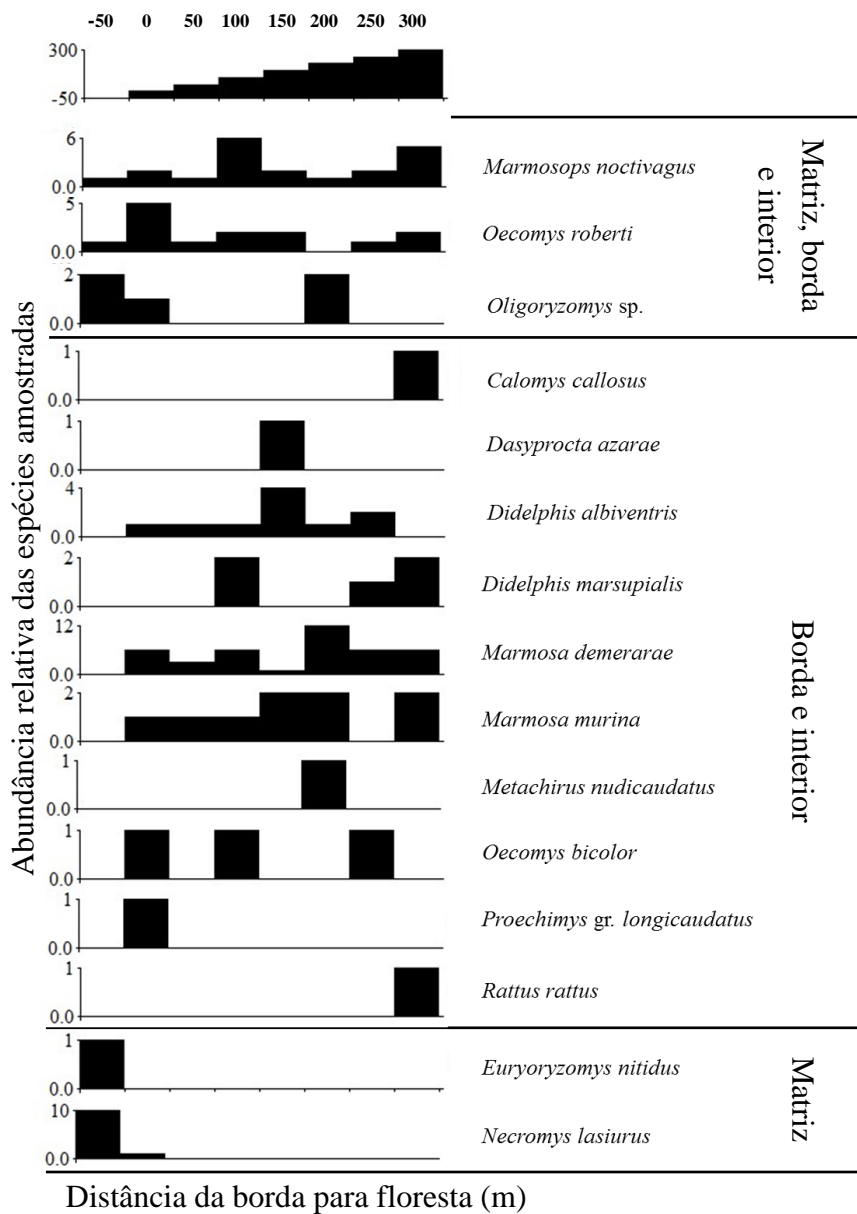 -50 0 50 100 150 200 300
300
-50
6
0.0
Marmosops noctivagus
5
0.0
Oecomys roberti
2
0.0
Oligoryzomys sp.
Matriz, borda
e interior
1
0.0
Calomys callosus
1
0.0
Dasyprocta azarae
4
0.0
Didelphis albiventris
2
0.0
Didelphis marsupialis
12
0.0
Marmosa demerarae
2
0.0
Marmosa murina
1
0.0
Metachirus nudicaudatus
1
0.0
Oecomys bicolor
1
0.0
Proechimys gr. longicaudatus
1
0.0
Rattus rattus
Borda e interior
1
0.0
Euryoryzomys nitidus
10
0.0
Necromys lasiurus
Matriz
Abundância relativa das espécies amostradas
Distância da borda para floresta (m)